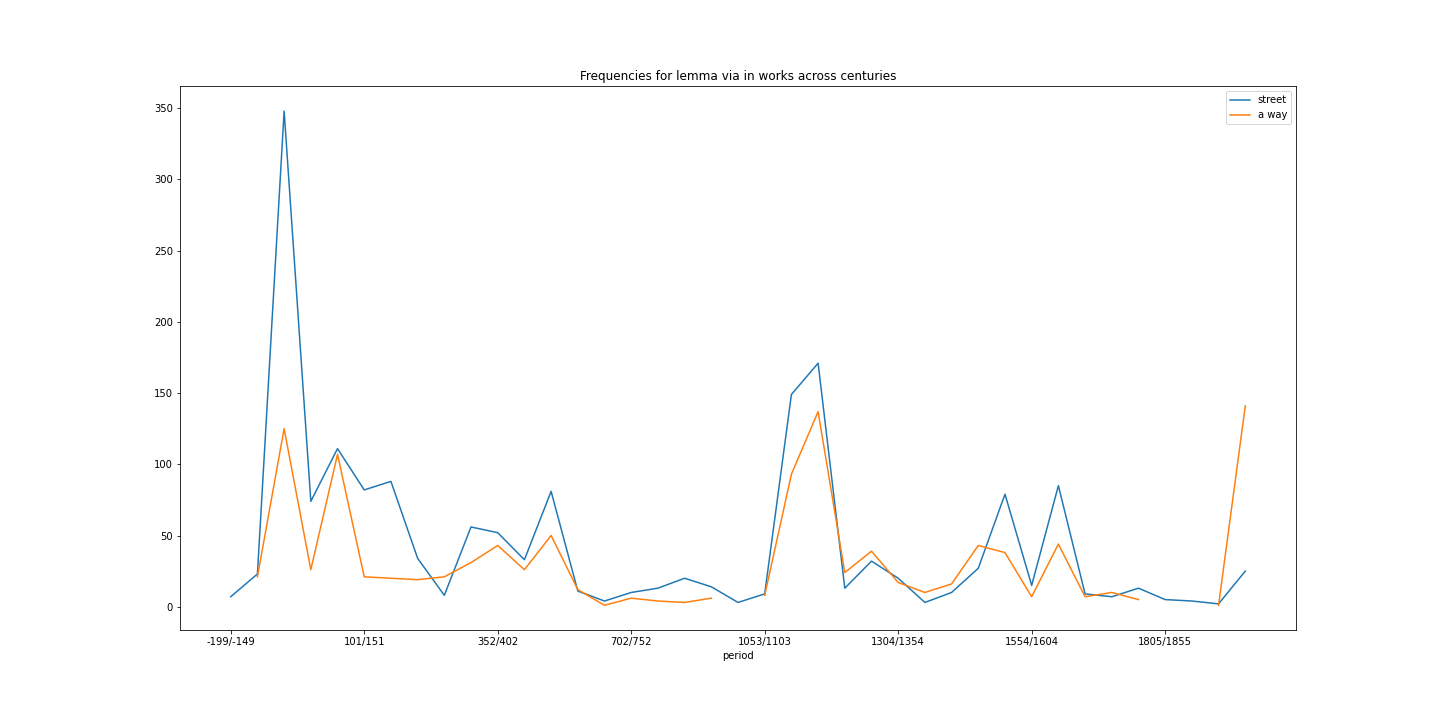 Frequencies for lemma via in works across centuries
street
a way
350
300
250
200
150
100
50
0
-199/-149 101/151 352/402 702/752 1053/1103 1304/1354 1554/1604 1805/1855
period